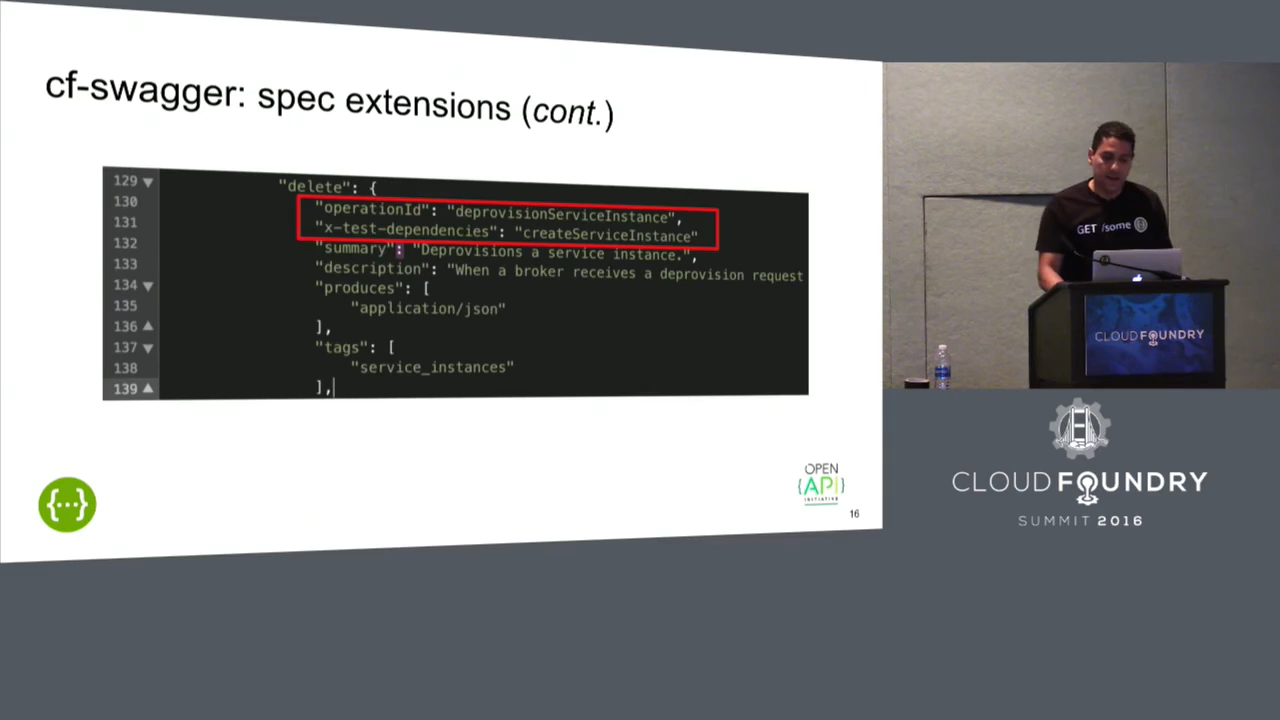 cf-swagger: spec extensions (cont.)
129
130
131
132
133
134
135
136
137
138
139
"delete": {
"operationId": "deprovisionServiceInstance",
"x-test-dependencies": "createServiceInstance"
"summary": "Deprovisions a service instance.",
"description": "When a broker receives a deprovision request
"produces": [
"application/json"
],
"tags": [
"service_instances"
],
{...}
OPEN
{API}
INITIATIVE
16
GET /some
CLOUDFOUNDRY
CLOUD FOUNDRY
SUMMIT 2016